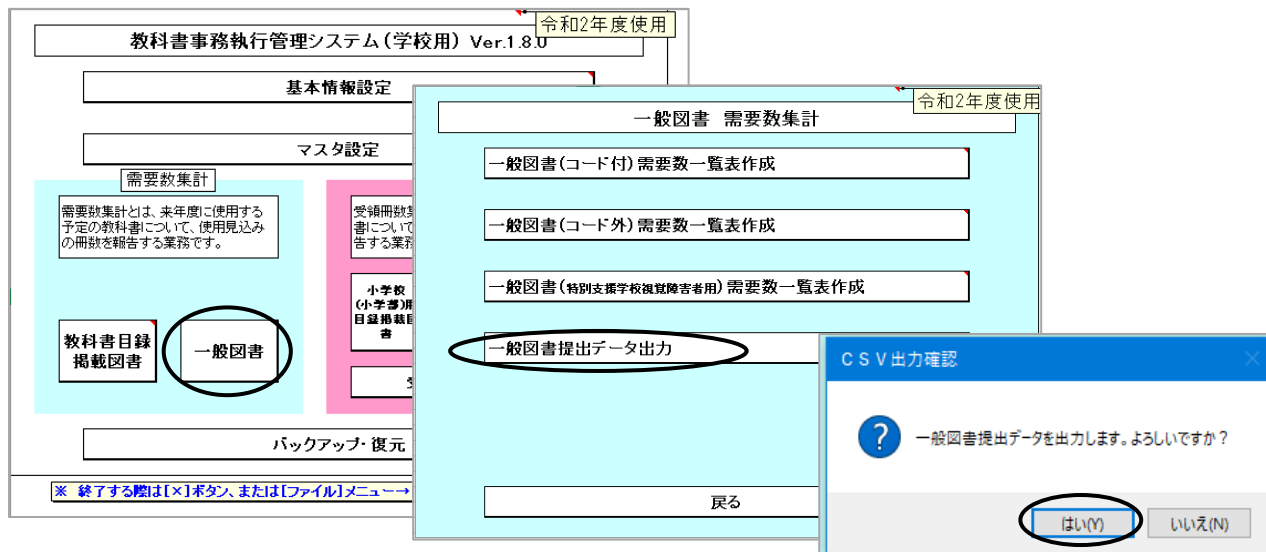 令和2年度使用
教科書事務執行管理システム(学校用) Ver.1.8.0
基本情報設定
マスタ設定
需要数集計
需要数集計とは、来年度に使用する
予定の教科書について、使用見込み
の冊数を報告する業務です。
教科書目録
掲載図書
一般図書
受領冊数
書について
告する業務
小学校
(小学部)用
目録掲載
書
バックアップ・復元
※ 終了する際は[×]ボタン、または[ファイル]メニュー→
令和2年度使用
一般図書 需要数集計
一般図書(コード付)需要数一覧表作成
一般図書(コード外)需要数一覧表作成
一般図書(特別支援学校視覚障害者用)需要数一覧表作成
一般図書提出データ出力
戻る
CSV出力確認
一般図書提出データを出力します。よろしいですか?
はい(Y)
いいえ(N)